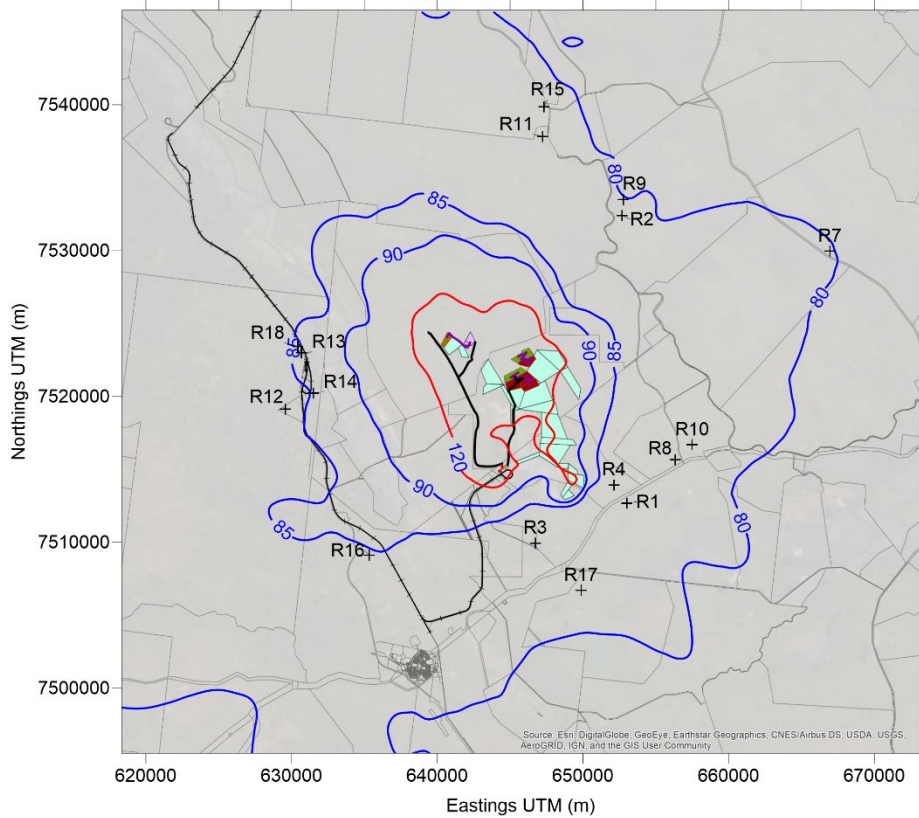 7540000
7530000
7520000
7510000
7500000
Northings UTM (m)
R15
R11
80
R9
R2
R7
85
90
80
R18
R13
85
R14
R12
90
85
120
R10
R8
R4
90
R1
85
80
R3
R16
R17
Source: Esri, DigitalGlobe, GeoEye, Earthstar Geographics, CNES/Airbus DS, USDA, USGS,
AeroGRID, IGN, and the GIS User Community
620000 630000 640000 650000 660000 670000
Eastings UTM (m)